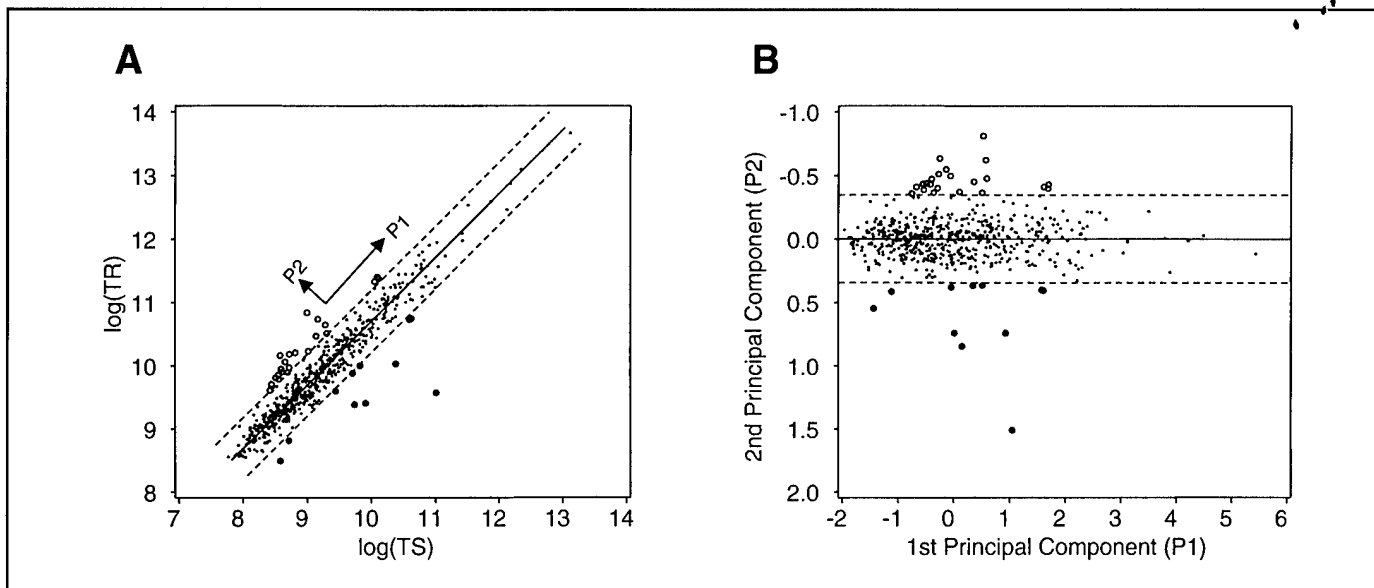 A
B
14
13
12
11
10
9
8
log(TR)
P2
P1
7 8 9 10 11 12 13 14
log(TS)
-1.0
-0.5
0.0
0.5
1.0
1.5
2.0
2nd Principal Component (P2)
-2 -1 0 1 2 3 4 5 6
1st Principal Component (P1)